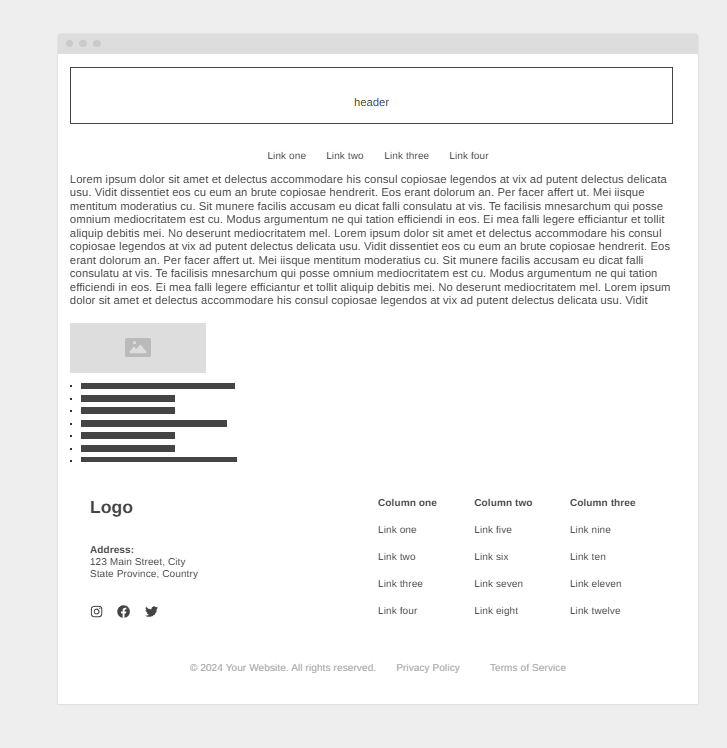 header
Link one Link two Link three Link four
Lorem ipsum dolor sit amet et delectus accommodare his consul copiosae legendos at vix ad putent delectus delicata
usu. Vidit dissentiet eos cu eum an brute copiosae hendrerit. Eos erant dolorum an. Per facer affert ut. Mei iisque
mentitum moderatius cu. Sit munere facilis accusam eu dicat falli consulatu at vis. Te facilisis mnesarchum qui posse
omnium mediocritatem est cu. Modus argumentum ne qui tation efficiendi in eos. Ei mea falli legere efficiantur et tollit
aliquip debitis mei. No deserunt mediocritatem mel. Lorem ipsum dolor sit amet et delectus accommodare his consul
copiosae legendos at vix ad putent delectus delicata usu. Vidit dissentiet eos cu eum an brute copiosae hendrerit. Eos
erant dolorum an. Per facer affert ut. Mei iisque mentitum moderatius cu. Sit munere facilis accusam eu dicat falli
consulatu at vis. Te facilisis mnesarchum qui posse omnium mediocritatem est cu. Modus argumentum ne qui tation
efficiendi in eos. Ei mea falli legere efficiantur et tollit aliquip debitis mei. No deserunt mediocritatem mel. Lorem ipsum
dolor sit amet et delectus accommodare his consul copiosae legendos at vix ad putent delectus delicata usu. Vidit
Logo
Address:
123 Main Street, City
State Province, Country
Column one
Link one
Link two
Link three
Link four
Column two
Link five
Link six
Link seven
Link eight
Column three
Link nine
Link ten
Link eleven
Link twelve
© 2024 Your Website. All rights reserved. Privacy Policy Terms of Service